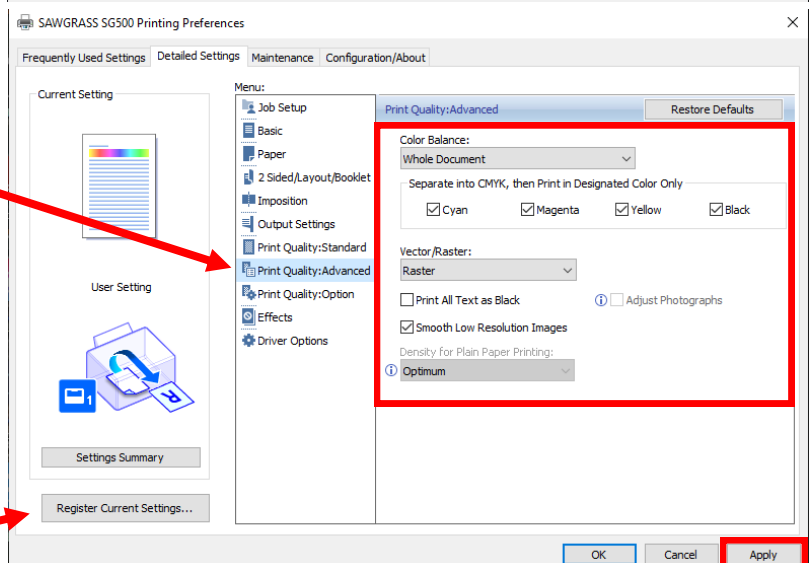 SAWGRASS SG500 Printing Preferences
Frequently Used Settings Detailed Settings Maintenance Configuration/About
Current Setting
User Setting
1
R
Settings Summary
Register Current Settings...
Menu:
Job Setup
Basic
Paper
2 Sided/Layout/Booklet
Imposition
Output Settings
Print Quality:Standard
Print Quality:Advanced
Print Quality:Option
Effects
Driver Options
Print Quality:Advanced Restore Defaults
Color Balance:
Whole Document
Separate into CMYK, then Print in Designated Color Only
Cyan Magenta Yellow Black
Vector/Raster:
Raster
Print All Text as Black Adjust Photographs
Smooth Low Resolution Images
Density for Plain Paper Printing:
Optimum
OK Cancel Apply